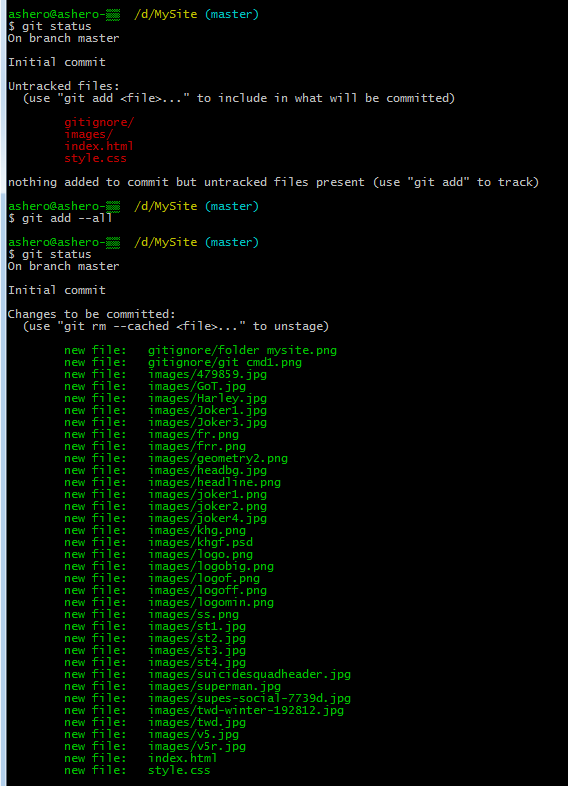 ashero@ashero-▒▒ /d/MySite (master)
$ git status
On branch master
Initial commit
Untracked files:
(use "git add <file>..." to include in what will be committed)
gitignore/
images/
index.html
style.css
nothing added to commit but untracked files present (use "git add" to track)
ashero@ashero-▒▒ /d/MySite (master)
$ git add --all
ashero@ashero-▒▒ /d/MySite (master)
$ git status
On branch master
Initial commit
Changes to be committed:
(use "git rm --cached <file>..." to unstage)
new file: gitignore/folder mysite.png
new file: gitignore/git cmd1.png
new file: images/479859.jpg
new file: images/GoT.jpg
new file: images/Harley.jpg
new file: images/Joker1.jpg
new file: images/Joker3.jpg
new file: images/fr.png
new file: images/frr.png
new file: images/geometry2.png
new file: images/headbg.jpg
new file: images/headline.png
new file: images/joker1.png
new file: images/joker2.png
new file: images/joker4.jpg
new file: images/khg.png
new file: images/khgf.psd
new file: images/logo.png
new file: images/logobig.png
new file: images/logof.png
new file: images/logoff.png
new file: images/logomin.png
new file: images/ss.png
new file: images/st1.jpg
new file: images/st2.jpg
new file: images/st3.jpg
new file: images/st4.jpg
new file: images/suicidesquadheader.jpg
new file: images/superman.jpg
new file: images/supes-social-7739d.jpg
new file: images/twd-winter-192812.jpg
new file: images/twd.jpg
new file: images/v5.jpg
new file: images/v5r.jpg
new file: index.html
new file: style.css